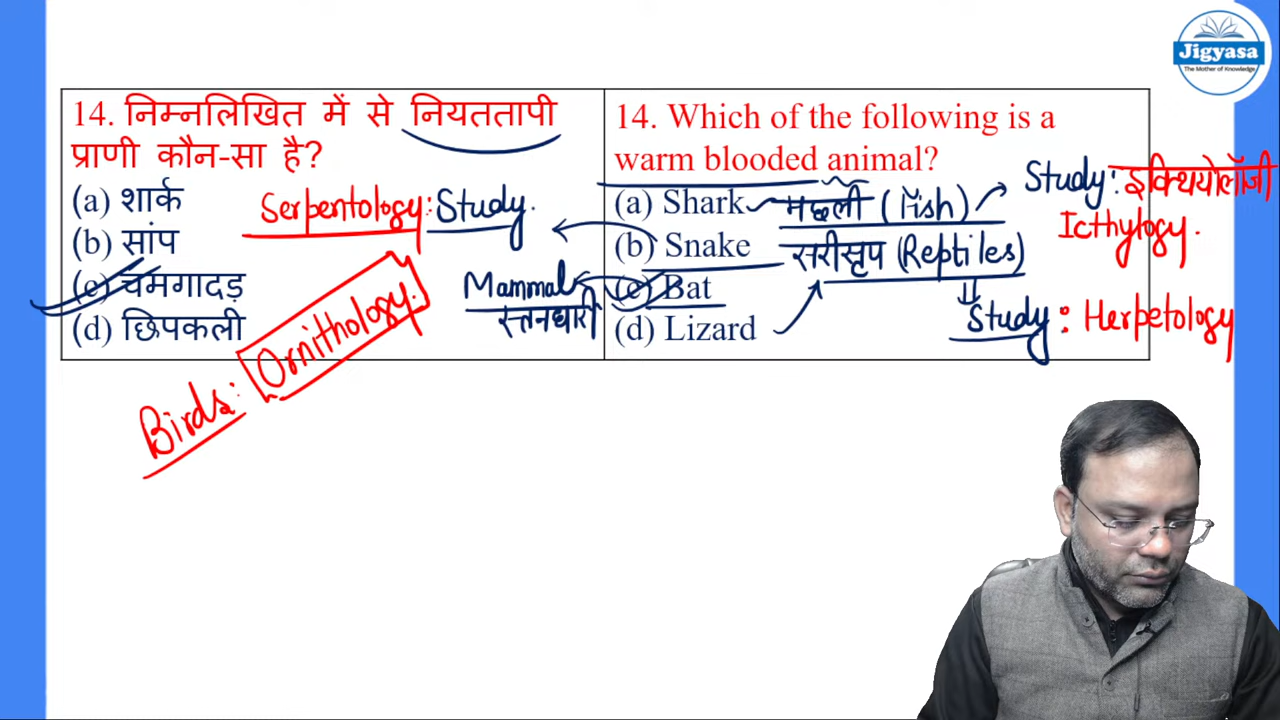 Jigyasa
The Mother of Knowledge
14. निम्नलिखित में से नियततापी
प्राणी कौन-सा है?
(a) शार्क
(b) सांप
(c) चमगादड़
(d) छिपकली
Serpentology: Study.
Mammal
स्तनधारी
Birds: Ornithology.
14. Which of the following is a
warm blooded animal?
(a) Shark
(b) Snake
(c) Bat
(d) Lizard
मछली (Fish)
Study: इक्थियोलॉजी
Icthylogy.
सरीसृप (Reptiles)
Study: Herpetology